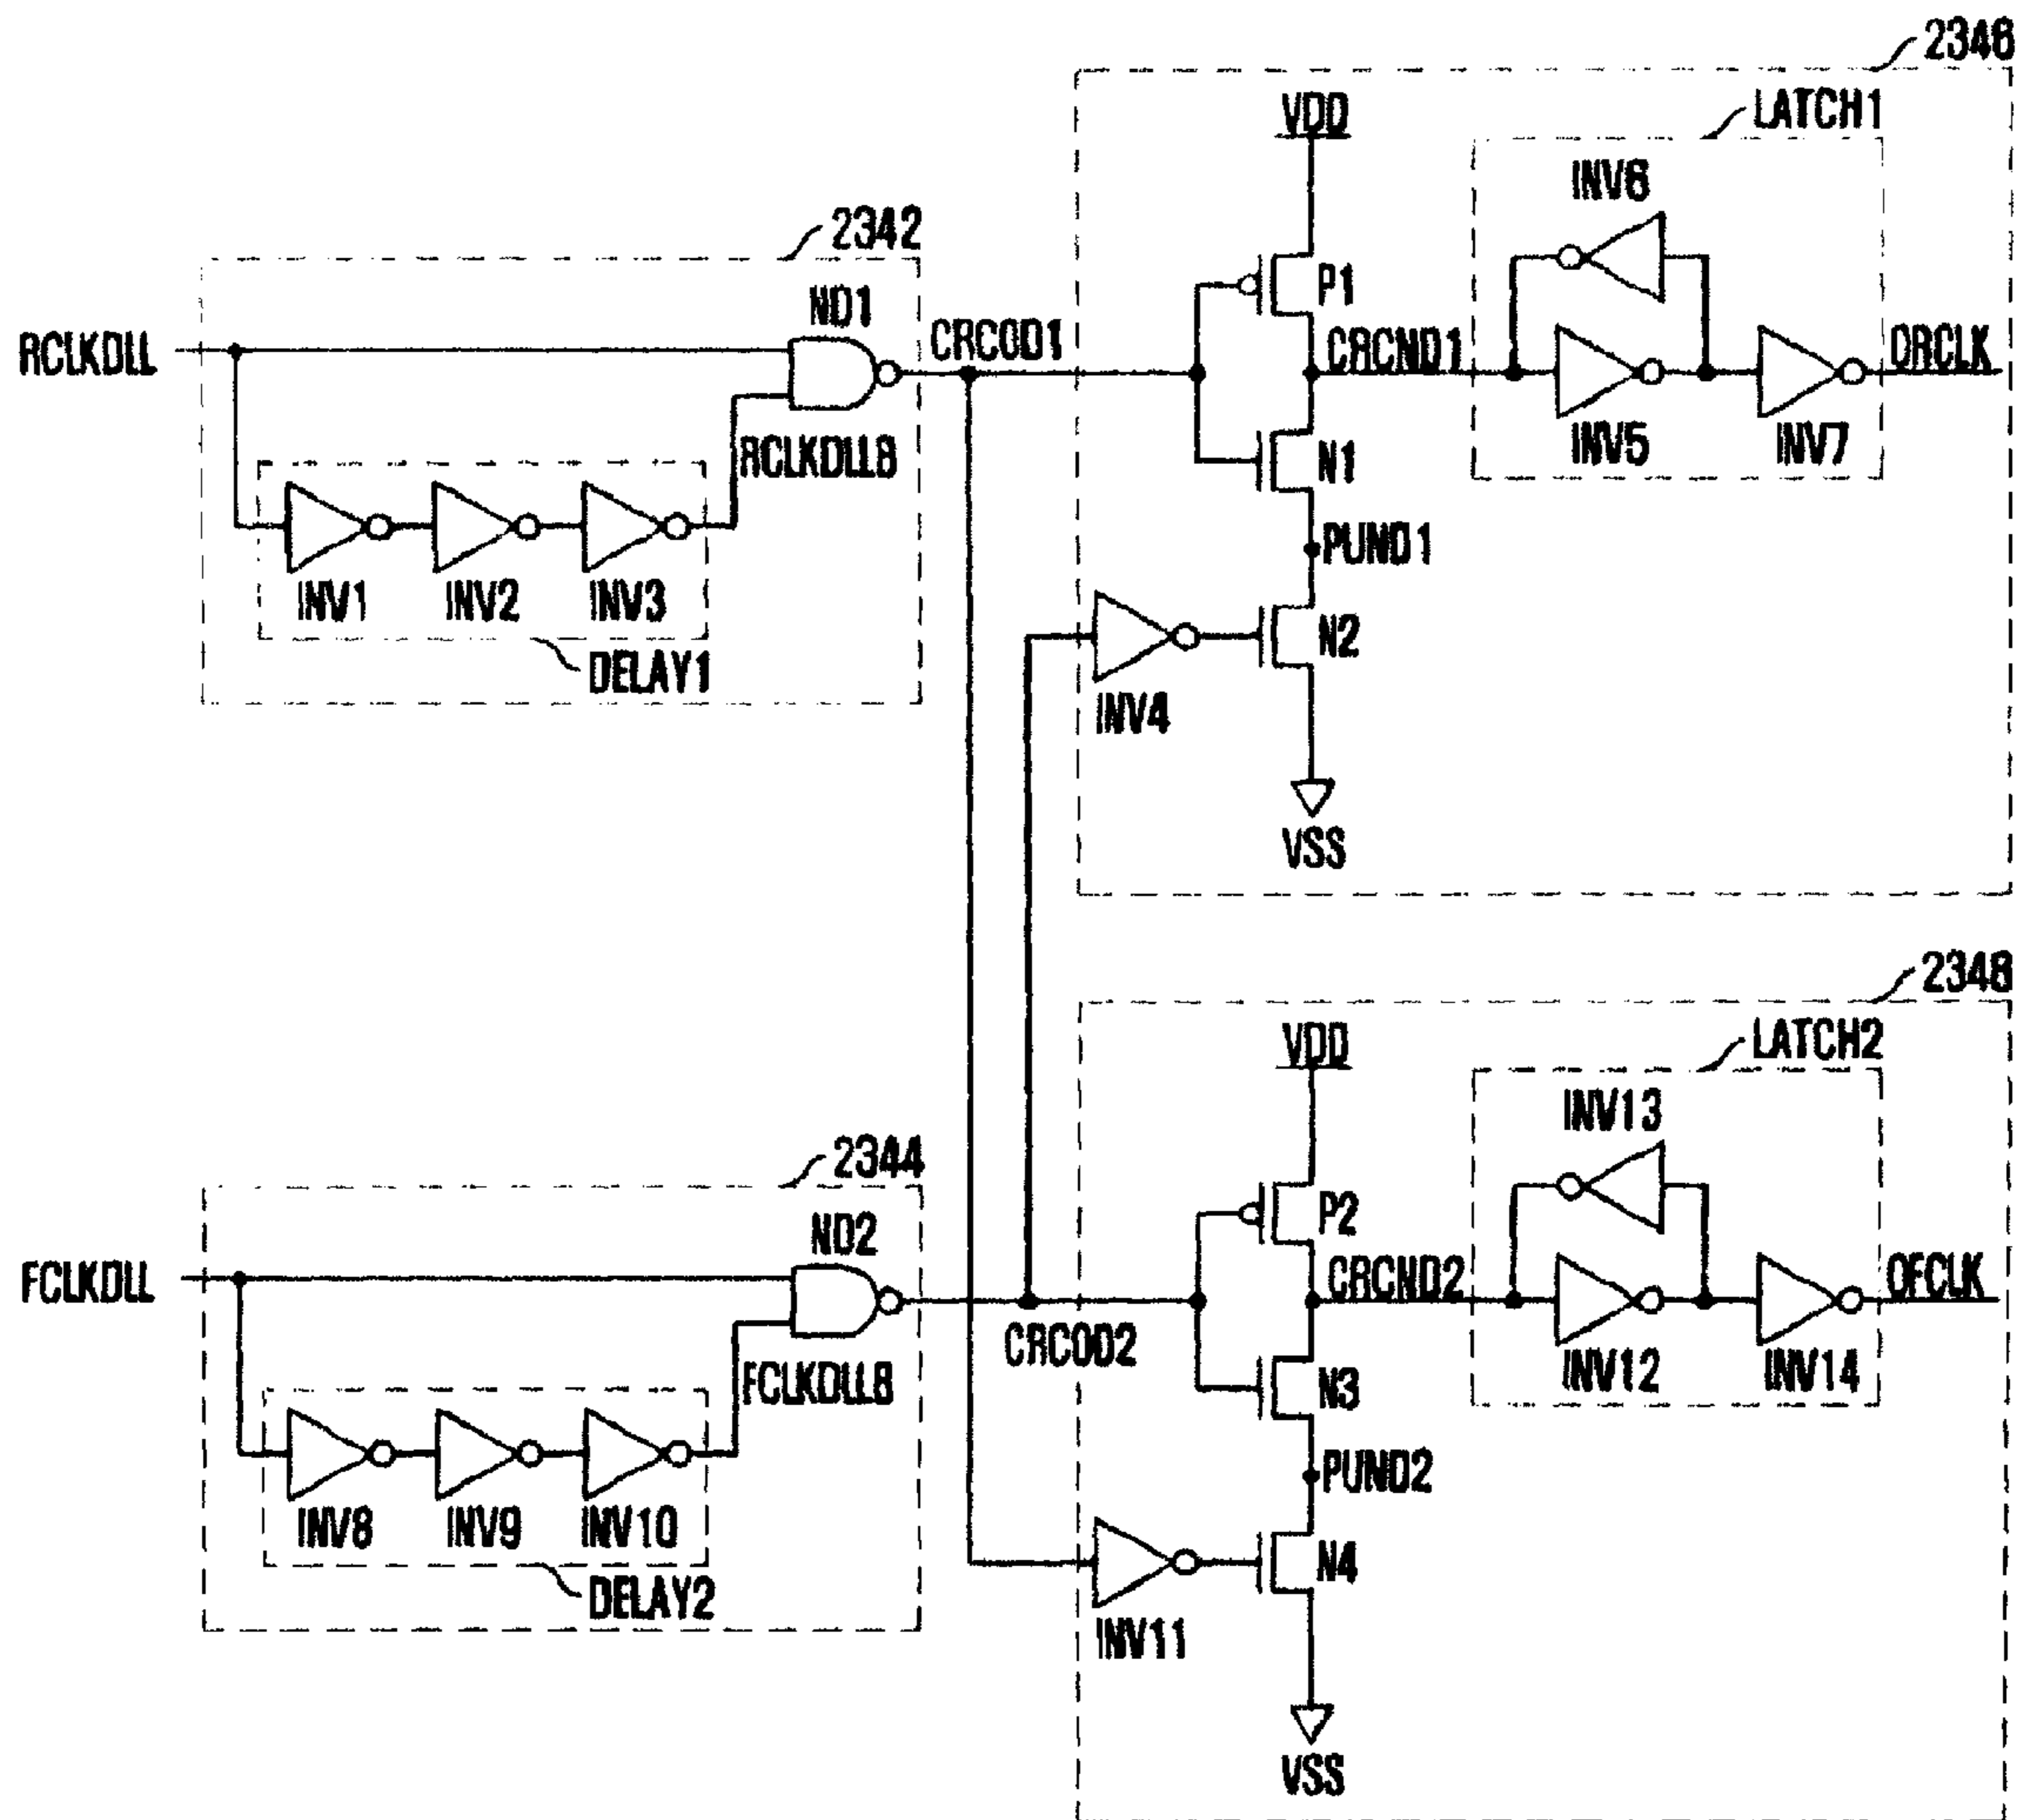 2346
VDD
LATCH1
INV6
2342
ND1
P1
RCLKDLL
CRCOD1
CRCND1
ORCLK
RCLKDLLB
N1
INV5
INV7
PUND1
INV1
INV2
INV3
N2
DELAY1
INV4
VSS
2348
VDD
LATCH2
INV13
2344
ND2
P2
FCLKDLL
CRCND2
OFCLK
CRCOD2
FCLKDLLB
N3
INV12
INV14
PUND2
INV8
INV9
INV10
N4
DELAY2
INV11
VSS